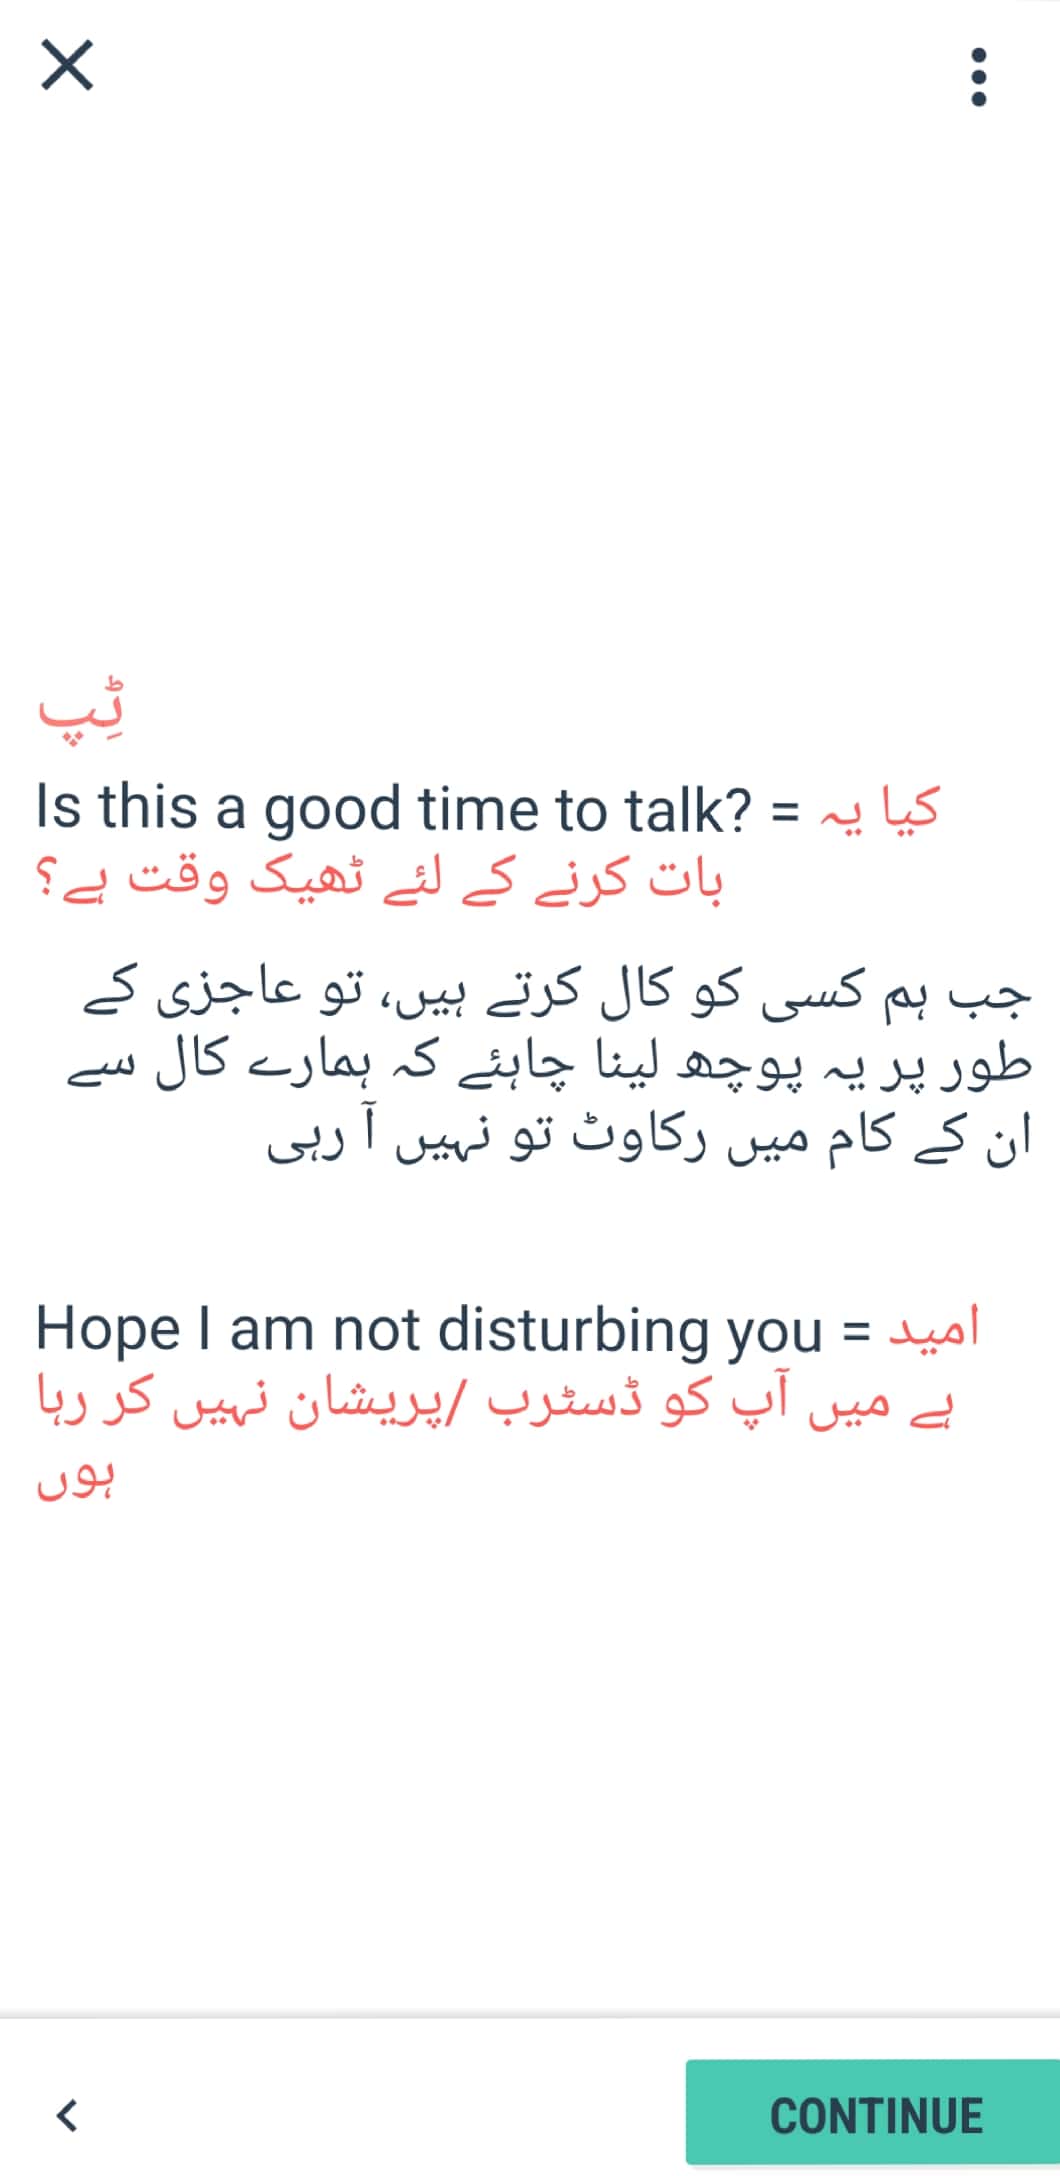 ٹِپ
Is this a good time to talk? = کیا یہ
بات کرنے کے لئے ٹھیک وقت ہے؟
جب ہم کسی کو کال کرتے ہیں، تو عاجزی کے
طور پر یہ پوچھ لینا چاہئے کہ ہمارے کال سے
ان کے کام میں رکاوٹ تو نہیں آ رہی
Hope I am not disturbing you = امید
ہے میں آپ کو ڈسٹرب /پریشان نہیں کر رہا
ہوں
CONTINUE